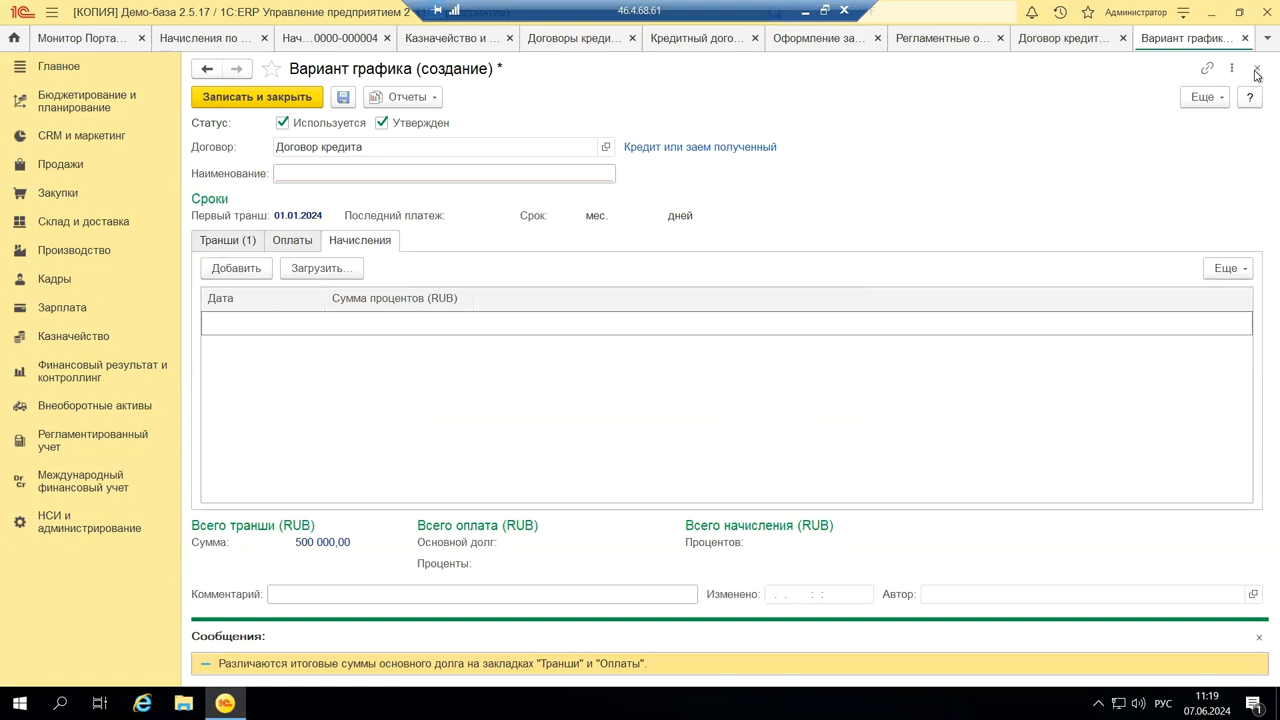 [КОПИЯ] Демо-база 2.5.17 / 1С:ERP Управление предприятием 2
46.4.68.61
Администратор
Монитор Порта...
Начисления по ...
Нач...0000-000004
Казначейство и ...
Договоры креди...
Кредитный дого...
Оформление за...
Регламентные о...
Договор кредит...
Вариант график...
Главное
Бюджетирование и
планирование
CRM и маркетинг
Продажи
Закупки
Склад и доставка
Производство
Кадры
Зарплата
Казначейство
Финансовый результат и
контроллинг
Внеоборотные активы
Регламентированный
учет
Международный
финансовый учет
НСИ и
администрирование
Вариант графика (создание) *
Записать и закрыть
Отчеты
Еще
?
Статус:
Используется
Утвержден
Договор:
Договор кредита
Кредит или заем полученный
Наименование:
Сроки
Первый транш: 01.01.2024 Последний платеж: Срок: мес. дней
Транши (1)
Оплаты
Начисления
Добавить
Загрузить...
Еще
Дата
Сумма процентов (RUB)
Всего транши (RUB)
Всего оплата (RUB)
Всего начисления (RUB)
Сумма: 500 000,00
Основной долг:
Процентов:
Проценты:
Комментарий:
Изменено: . . : :
Автор:
Сообщения:
Различаются итоговые суммы основного долга на закладках "Транши" и "Оплаты".
РУС
11:19
07.06.2024
1